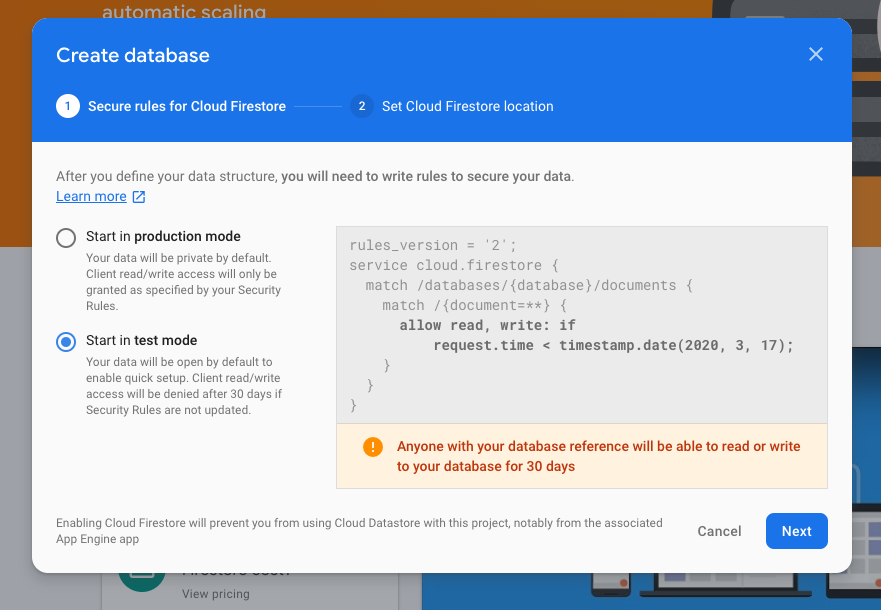 automatic scaling
Create database
1 Secure rules for Cloud Firestore 2 Set Cloud Firestore location
After you define your data structure, you will need to write rules to secure your data.
Learn more
Start in production mode
Your data will be private by default.
Client read/write access will only be
granted as specified by your Security
Rules.
Start in test mode
Your data will be open by default to
enable quick setup. Client read/write
access will be denied after 30 days if
Security Rules are not updated.
rules_version = '2';
service cloud.firestore {
match /databases/{database}/documents {
match /{document=**} {
allow read, write: if
request.time < timestamp.date(2020, 3, 17);
}
}
}
! Anyone with your database reference will be able to read or write
to your database for 30 days
Enabling Cloud Firestore will prevent you from using Cloud Datastore with this project, notably from the associated
App Engine app
Cancel
Next
View pricing